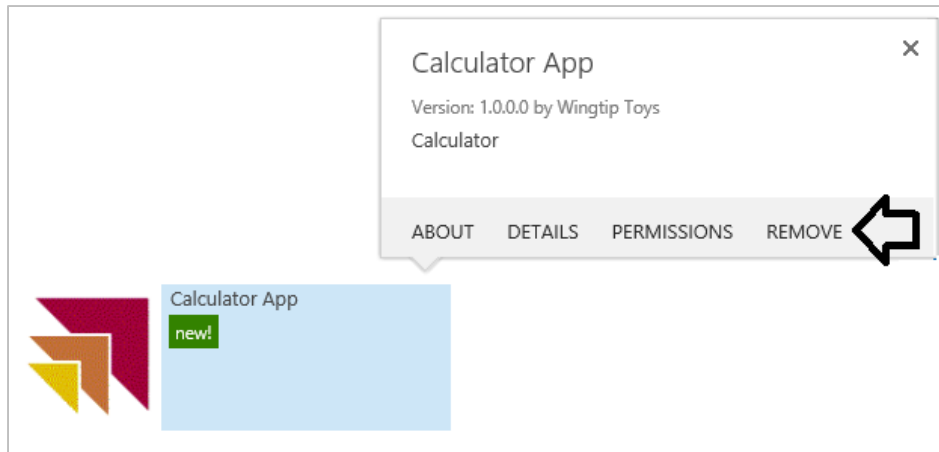 Calculator App
Version: 1.0.0.0 by Wingtip Toys
Calculator
ABOUT DETAILS PERMISSIONS REMOVE
Calculator App
new!